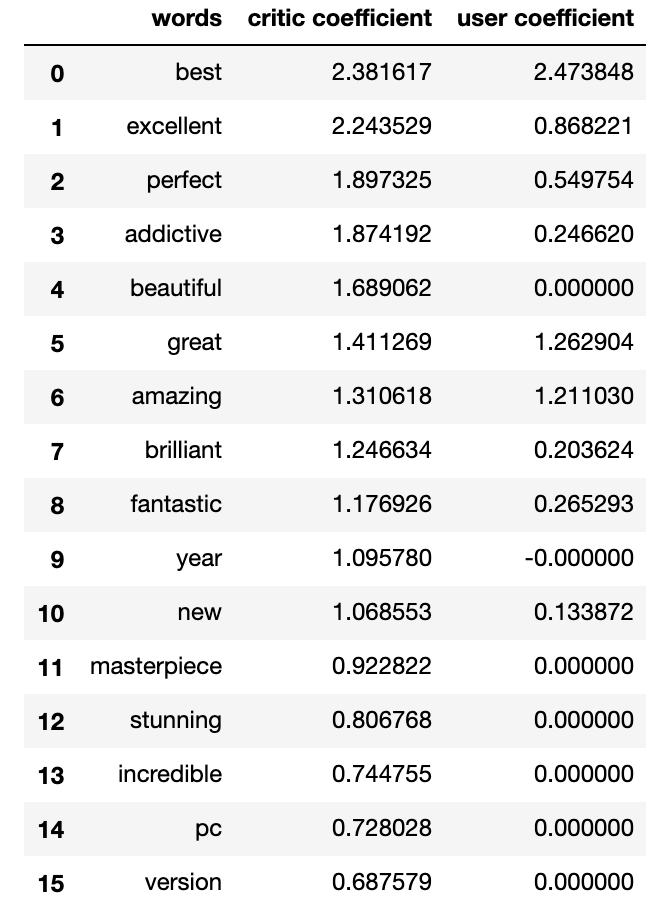 words critic coefficient user coefficient
0 best 2.381617 2.473848
1 excellent 2.243529 0.868221
2 perfect 1.897325 0.549754
3 addictive 1.874192 0.246620
4 beautiful 1.689062 0.000000
5 great 1.411269 1.262904
6 amazing 1.310618 1.211030
7 brilliant 1.246634 0.203624
8 fantastic 1.176926 0.265293
9 year 1.095780 -0.000000
10 new 1.068553 0.133872
11 masterpiece 0.922822 0.000000
12 stunning 0.806768 0.000000
13 incredible 0.744755 0.000000
14 pc 0.728028 0.000000
15 version 0.687579 0.000000